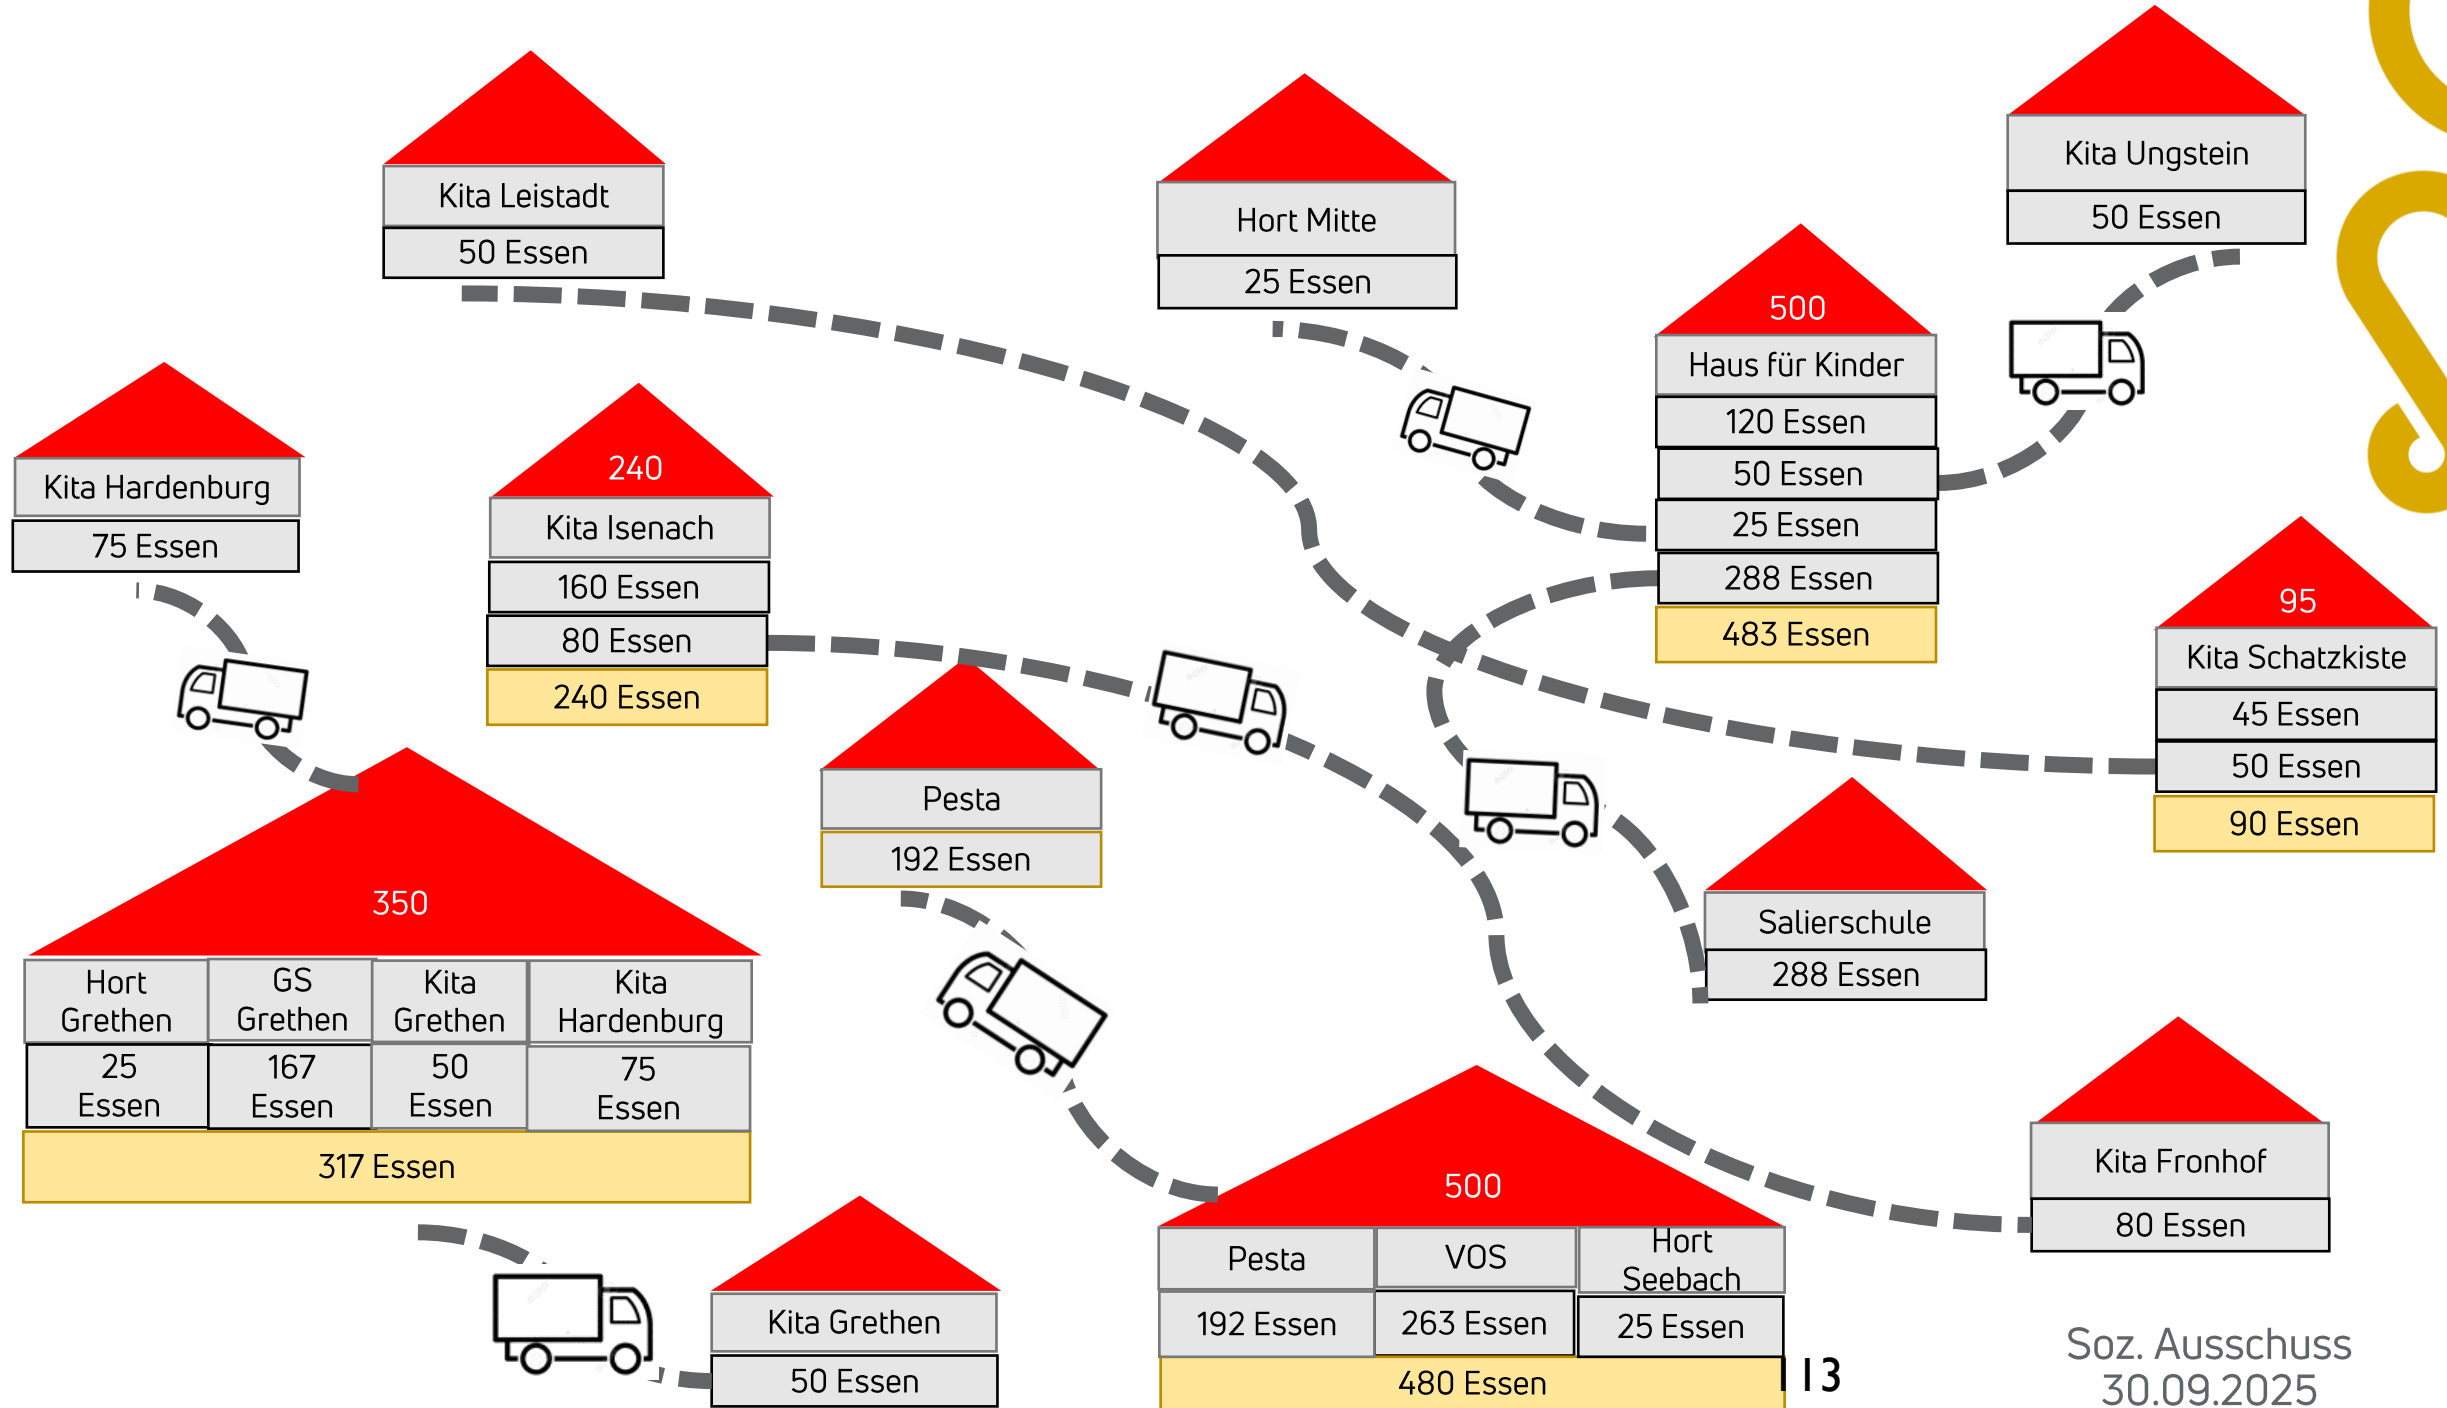 Kita Leistadt
50 Essen
Hort Mitte
25 Essen
Kita Ungstein
50 Essen
500
Haus für Kinder
120 Essen
50 Essen
25 Essen
288 Essen
483 Essen
Kita Hardenburg
75 Essen
240
Kita Isenach
160 Essen
80 Essen
240 Essen
95
Kita Schatzkiste
45 Essen
50 Essen
90 Essen
Pesta
192 Essen
Salierschule
288 Essen
350
Hort
Grethen
GS
Grethen
Kita
Grethen
Kita
Hardenburg
25
Essen
167
Essen
50
Essen
75
Essen
317 Essen
Kita Grethen
50 Essen
500
Pesta
VOS
Hort
Seebach
192 Essen
263 Essen
25 Essen
480 Essen
Kita Fronhof
80 Essen
113
Soz. Ausschuss
30.09.2025